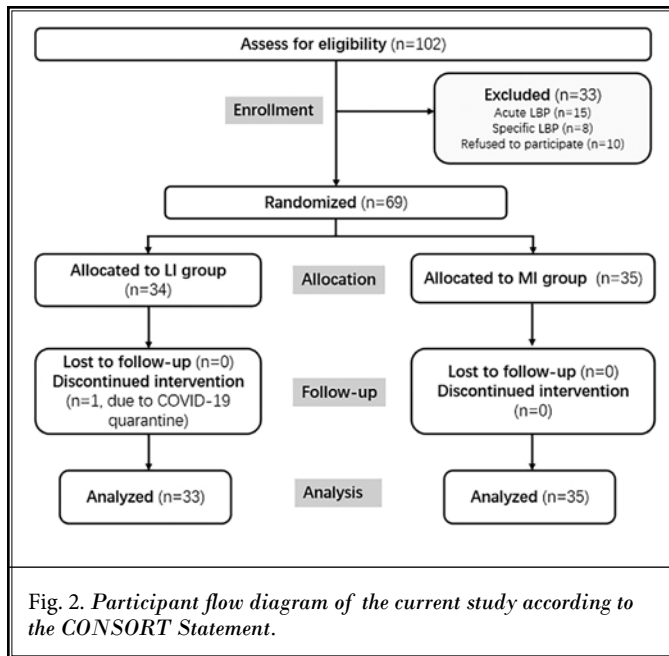 Assess for eligibility (n=102)
Enrollment
Excluded (n=33)
Acute LBP (n=15)
Specific LBP (n=8)
Refused to participate (n=10)
Randomized (n=69)
Allocated to LI group
(n=34)
Allocation
Allocated to MI group (n=35)
Lost to follow-up (n=0)
Discontinued intervention
(n=1, due to COVID-19
quarantine)
Follow-up
Lost to follow-up (n=0)
Discontinued intervention
(n=0)
Analyzed (n=33)
Analysis
Analyzed (n=35)
Fig. 2. Participant flow diagram of the current study according to
the CONSORT Statement.